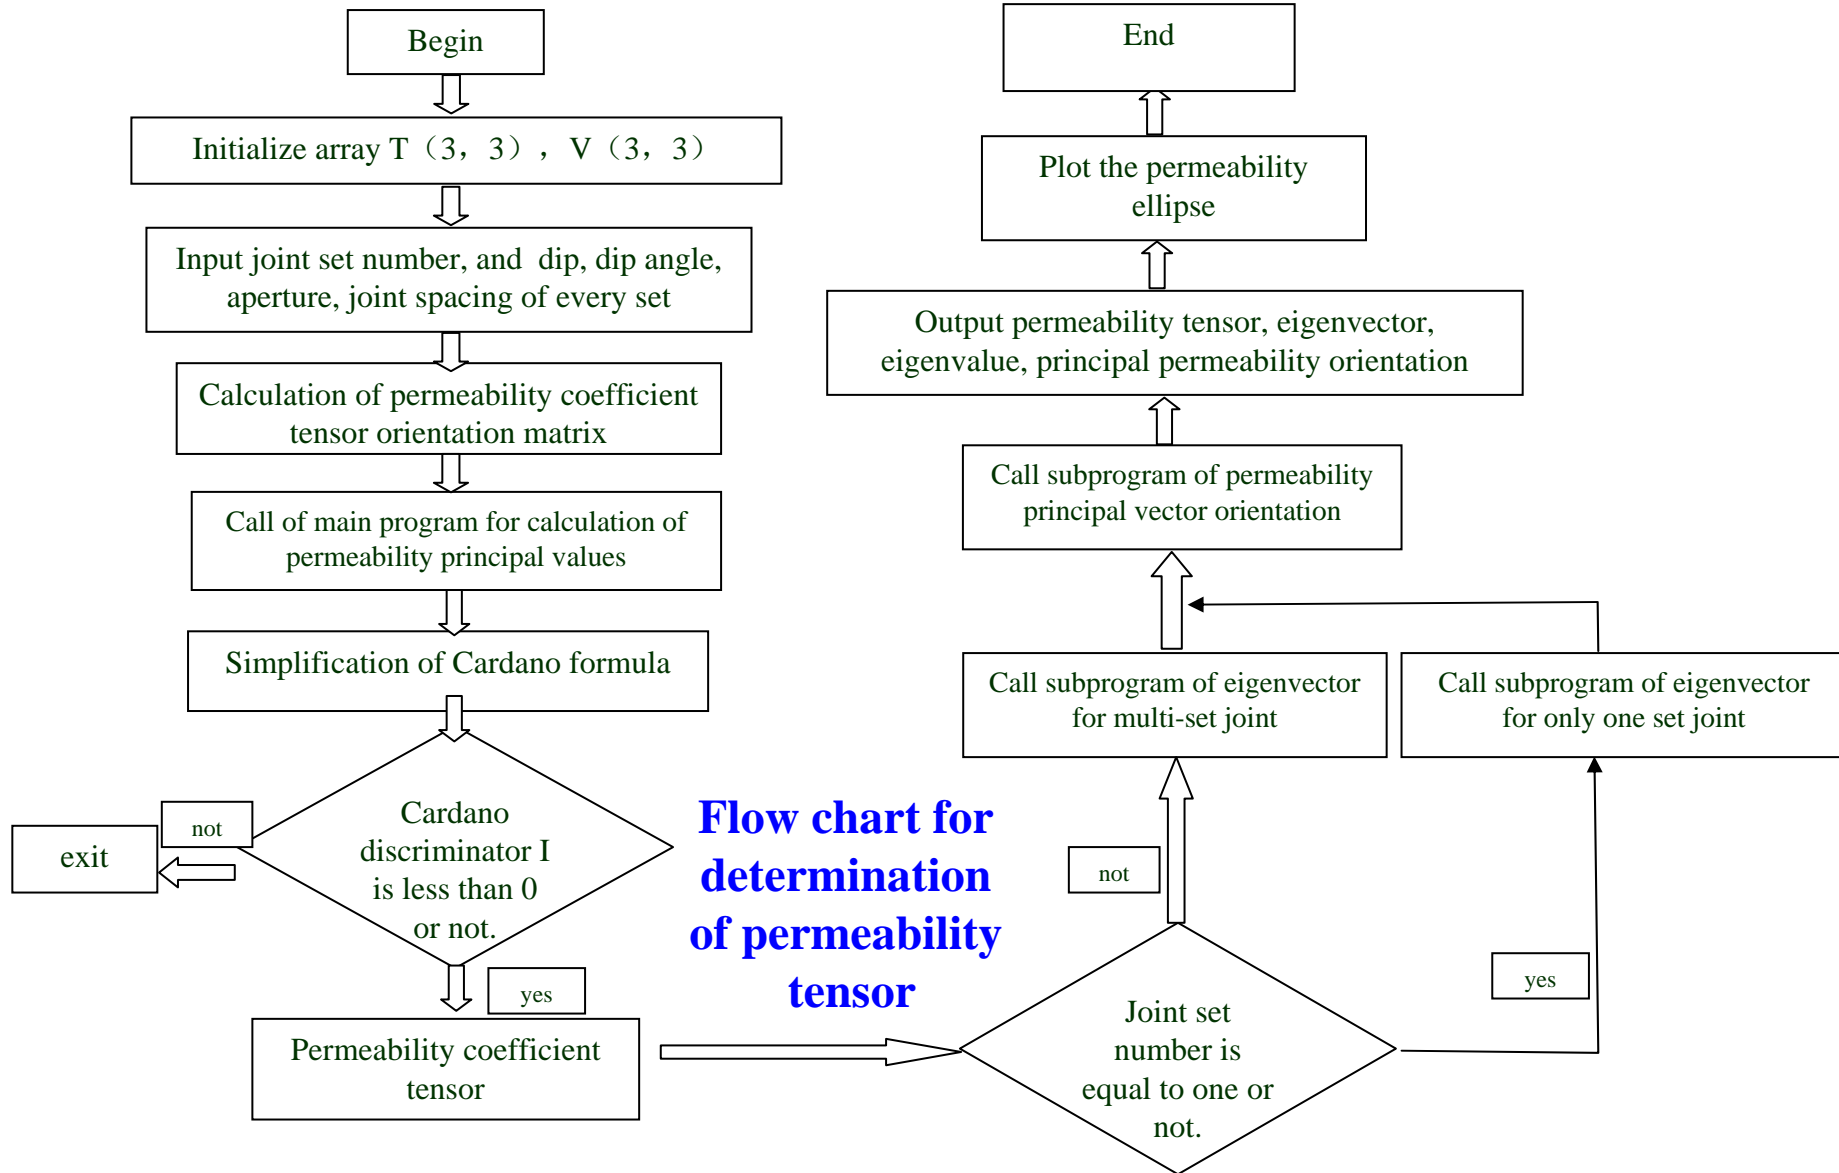 Begin
Initialize array T（3，3），V（3，3）
Input joint set number, and  dip, dip angle,
aperture, joint spacing of every set
Calculation of permeability coefficient
tensor orientation matrix
Call of main program for calculation of
permeability principal values
Simplification of Cardano formula
Cardano
discriminator I
is less than 0
or not.
not
exit
yes
Permeability coefficient
tensor
Flow chart for
determination
of permeability
tensor
Joint set
number is
equal to one or
not.
not
yes
Call subprogram of eigenvector
for multi-set joint
Call subprogram of eigenvector
for only one set joint
Call subprogram of permeability
principal vector orientation
Output permeability tensor, eigenvector,
eigenvalue, principal permeability orientation
Plot the permeability
ellipse
End